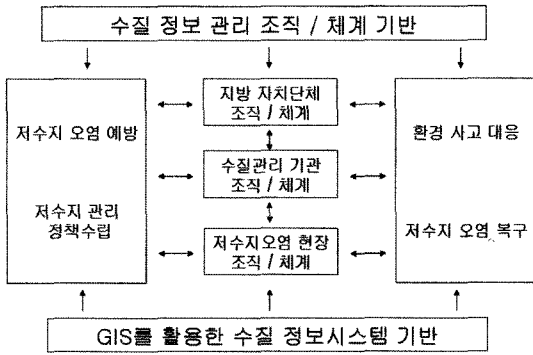 수질 정보 관리 조직 / 체계 기반
저수지 오염 예방
저수지 관리
정책수립
지방 자치단체
조직 / 체계
수질관리 기관
조직 / 체계
저수지오염 현장
조직 / 체계
환경 사고 대응
저수지 오염 복구
GIS를 활용한 수질 정보시스템 기반